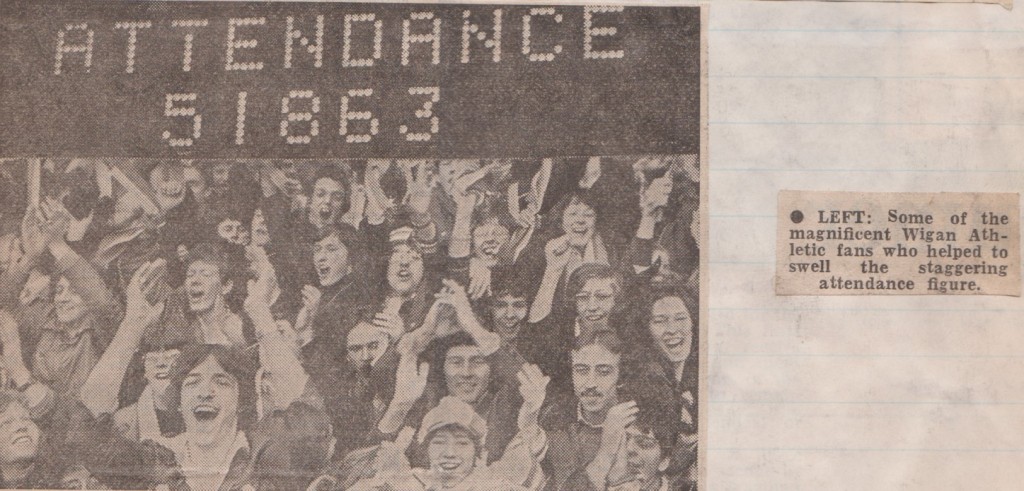 ATTENDANCE
51863
● LEFT: Some of the
magnificent Wigan Ath-
letic fans who helped to
swell the staggering
attendance figure.